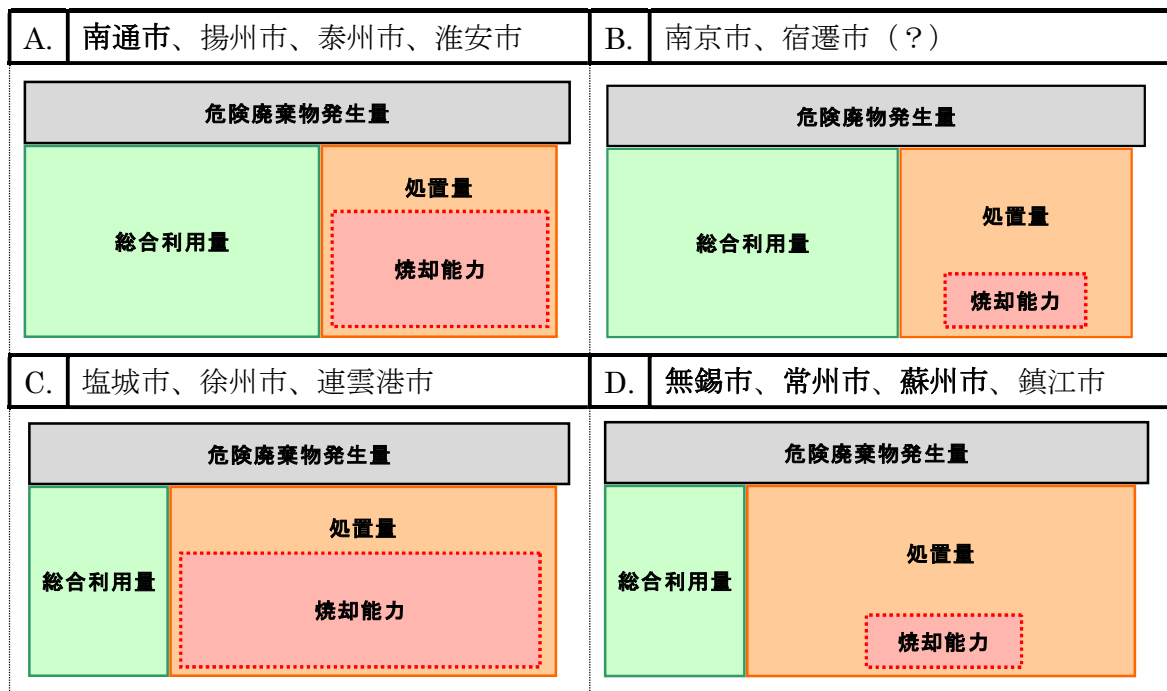 A. 南通市、揚州市、泰州市、淮安市
危険廃棄物発生量
総合利用量
処置量
焼却能力
B. 南京市、宿遷市（？）
危険廃物発生量
総合利用量
処置量
焼却能力
C. 塩城市、徐州市、連雲港市
危険廃棄物発生量
総合利用量
処置量
焼却能力
D. 無錫市、常州市、蘇州市、鎮江市
危険廃棄物発生量
総合利用量
処置量
焼却能力